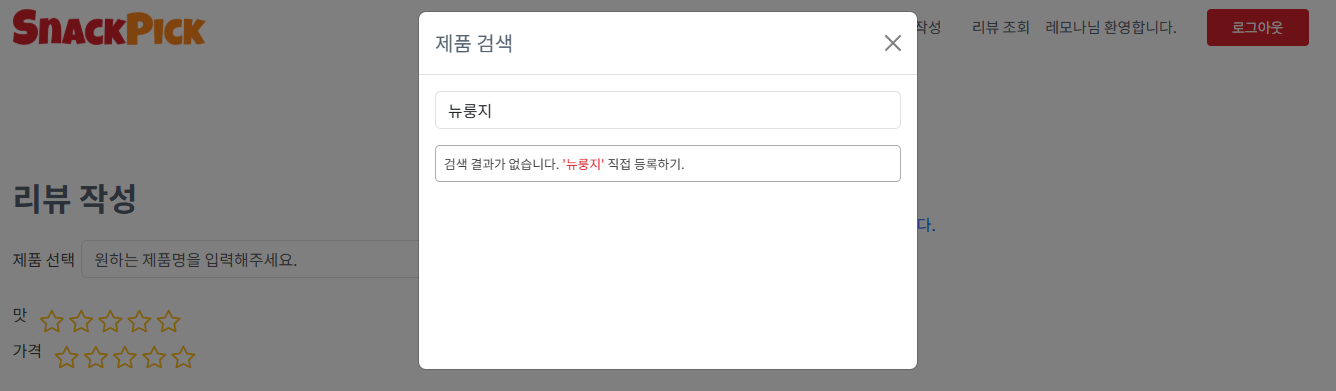 SNACKPICK
작성 리뷰 조회 레모나님 환영합니다. 로그아웃
제품 검색
뉴룽지
검색 결과가 없습니다. '뉴룽지' 직접 등록하기.
리뷰 작성
다.
제품 선택 원하는 제품명을 입력해주세요.
맛
가격